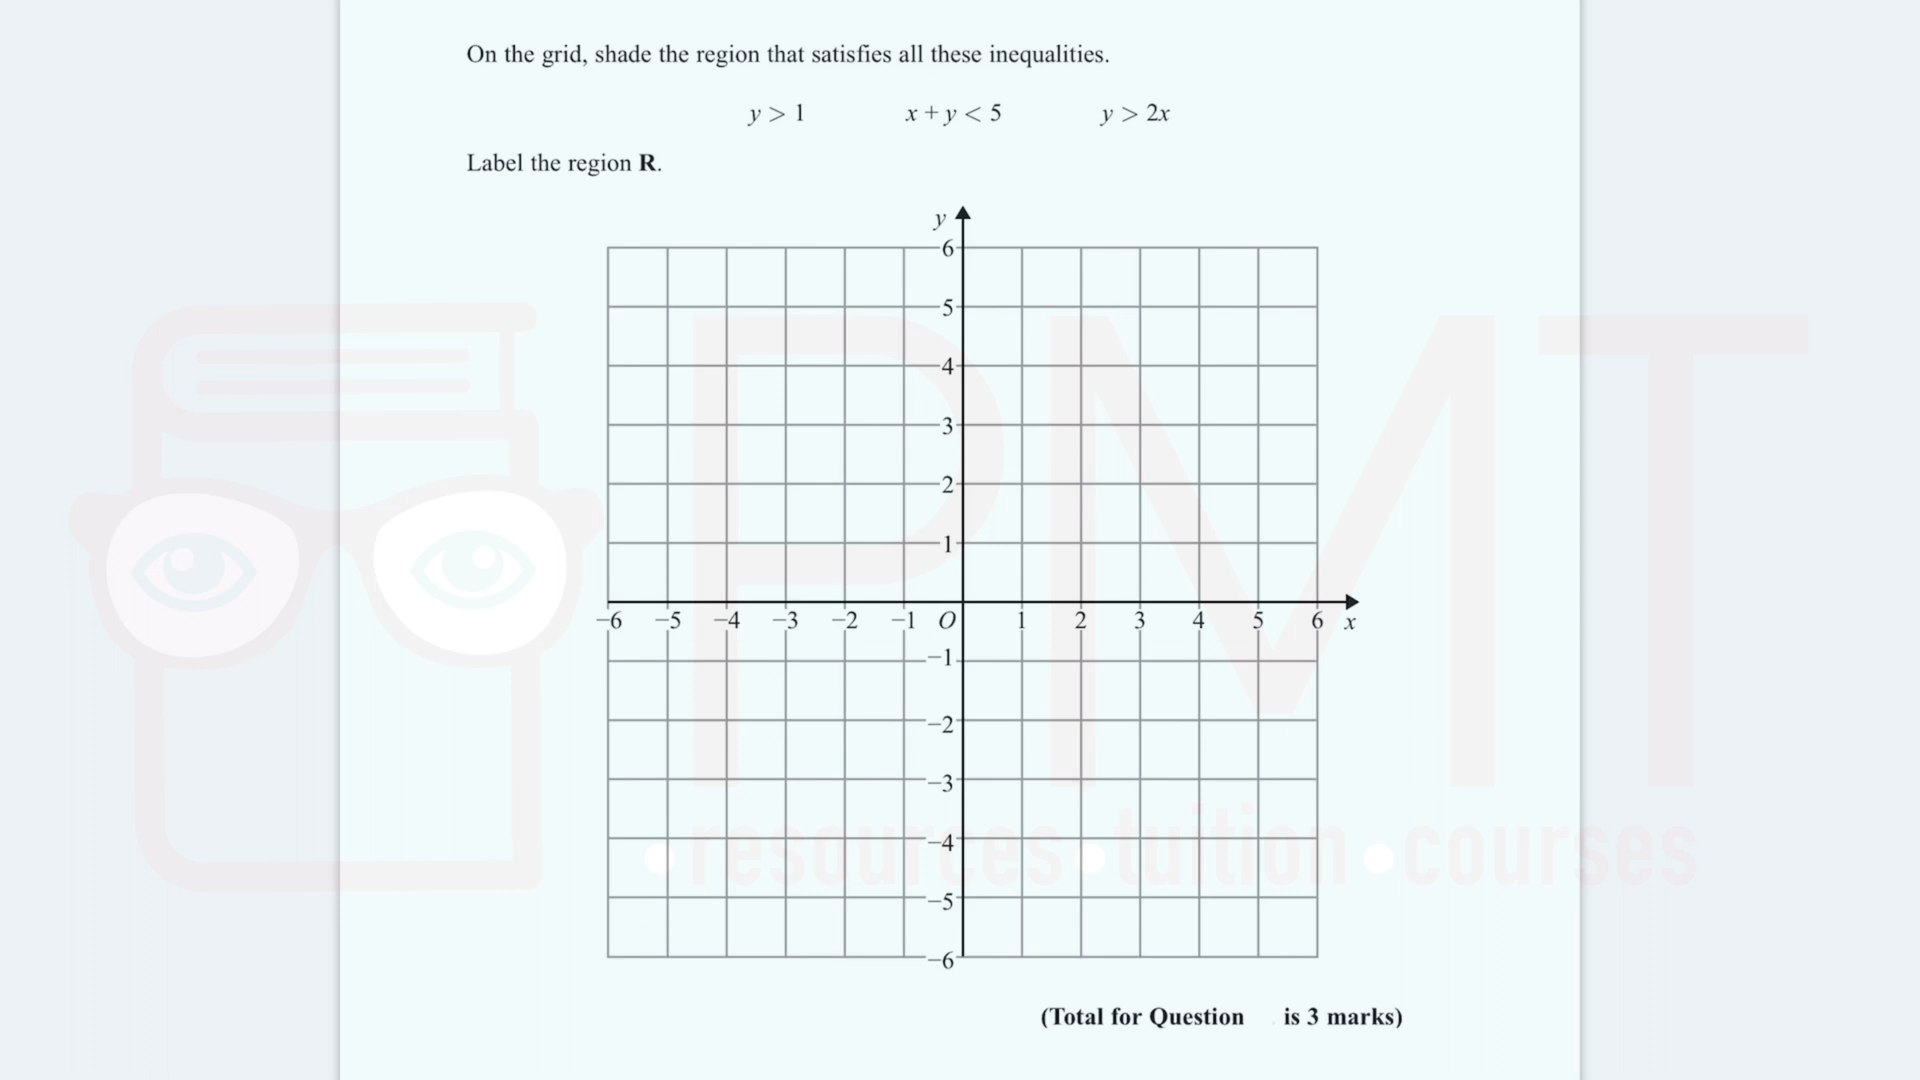 On the grid, shade the region that satisfies all these inequalities.
y > 1 x + y < 5 y > 2x
Label the region R.
y
6
5
4
3
2
1
−6 −5 −4 −3 −2 −1 O 1 2 3 4 5 6 x
−1
−2
−3
−4
−5
−6
PMT
resources • tuition • courses
(Total for Question is 3 marks)